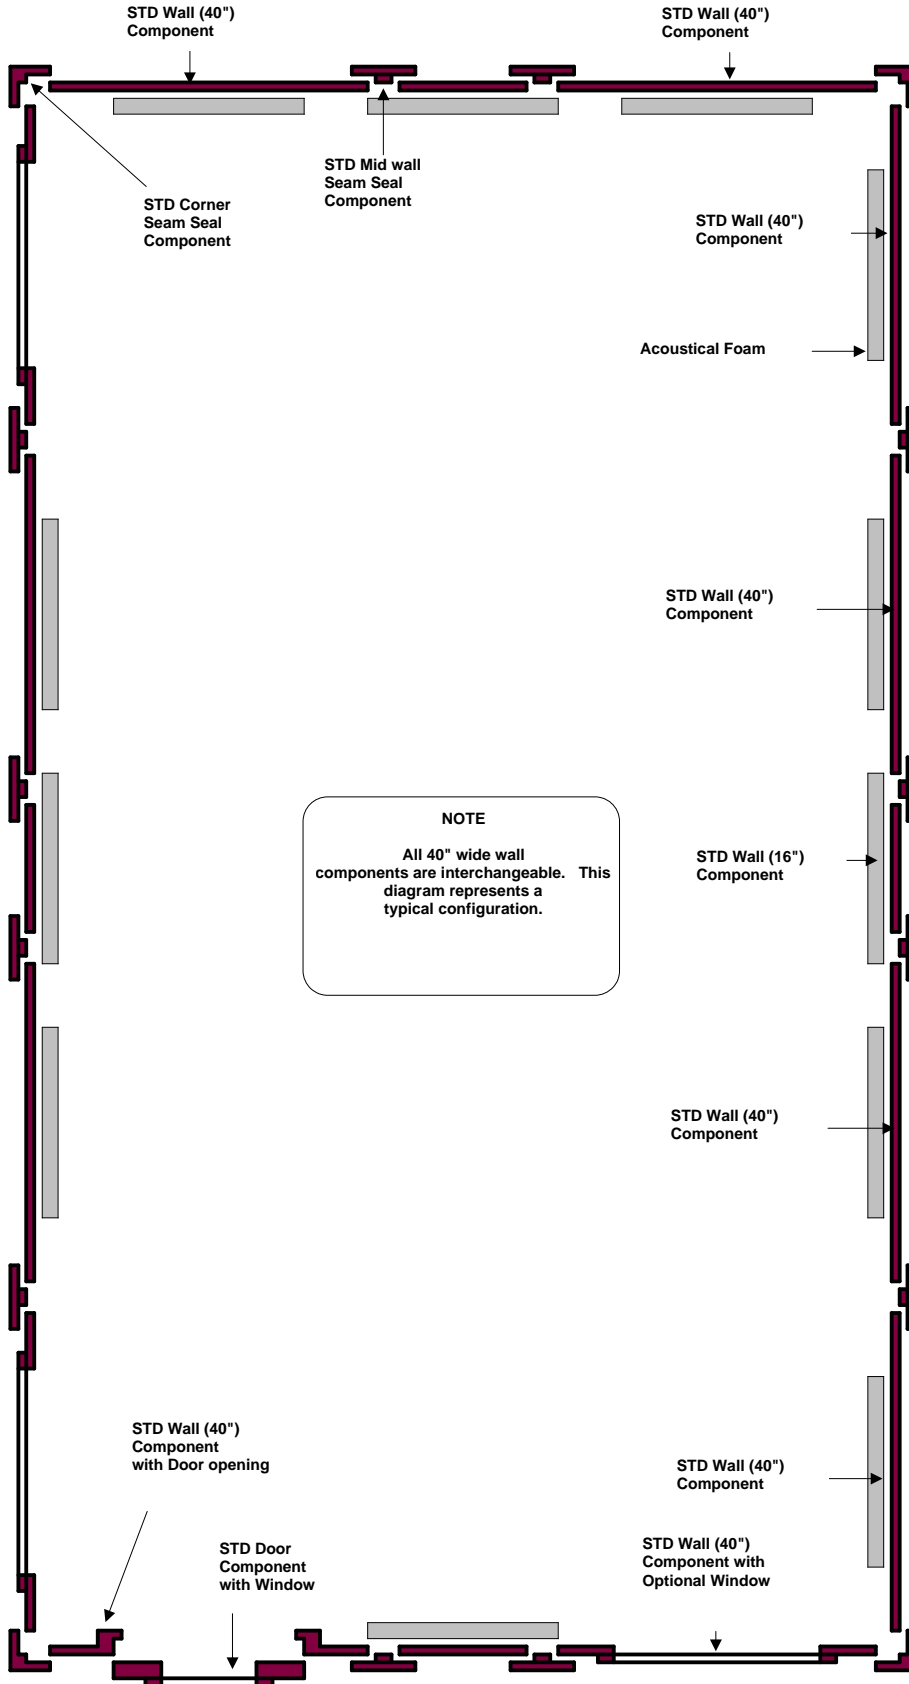 STD Wall (40")
Component
STD Wall (40")
Component
STD Mid wall
Seam Seal
Component
STD Corner
Seam Seal
Component
STD Wall (40")
Component
Acoustical Foam
STD Wall (40")
Component
NOTE
All 40" wide wall
components are interchangeable. This
diagram represents a
typical configuration.
STD Wall (16")
Component
STD Wall (40")
Component
STD Wall (40")
Component
with Door opening
STD Wall (40")
Component
STD Door
Component
with Window
STD Wall (40")
Component with
Optional Window